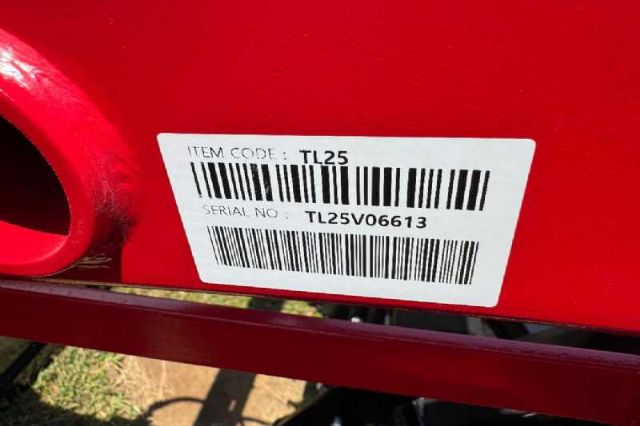 ITEM CODE : TL25
SERIAL NO : TL25V06613